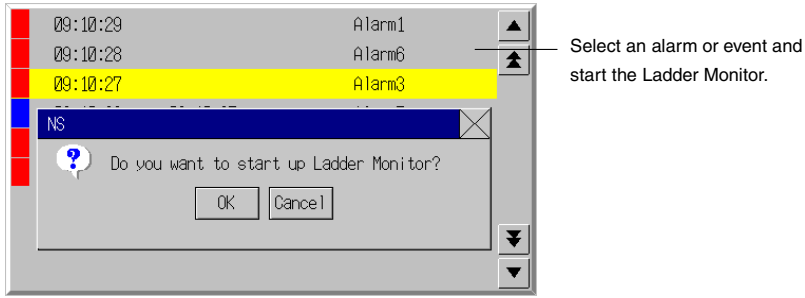 09:10:29 Alarm1
09:10:28 Alarm6
09:10:27 Alarm3
NS
Do you want to start up Ladder Monitor?
OK Cancel
Select an alarm or event and
start the Ladder Monitor.